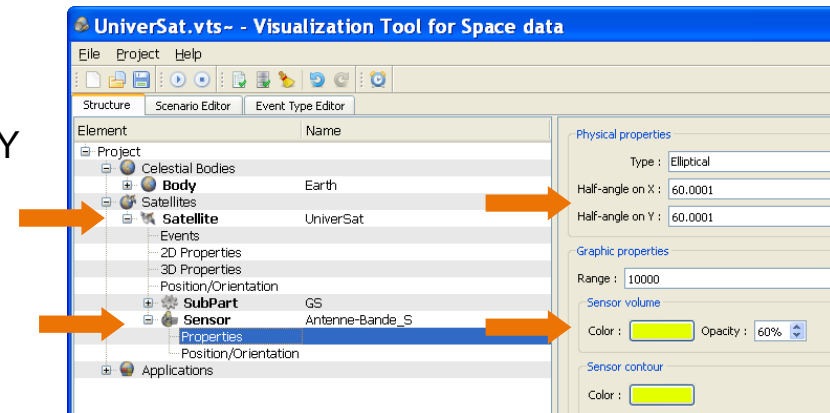 UniverSat.vts~ - Visualization Tool for Space data
File Project Help
Structure Scenario Editor Event Type Editor
Y
Element Name
Project
Celestial Bodies
Body Earth
Satellites
Satellite UniverSat
Events
2D Properties
3D Properties
Position/Orientation
SubPart GS
Sensor Antenne-Bande_S
Properties
Position/Orientation
Applications
Physical properties
Type : Elliptical
Half-angle on X : 60.0001
Half-angle on Y : 60.0001
Graphic properties
Range : 10000
Sensor volume
Color : Opacity : 60%
Sensor contour
Color :